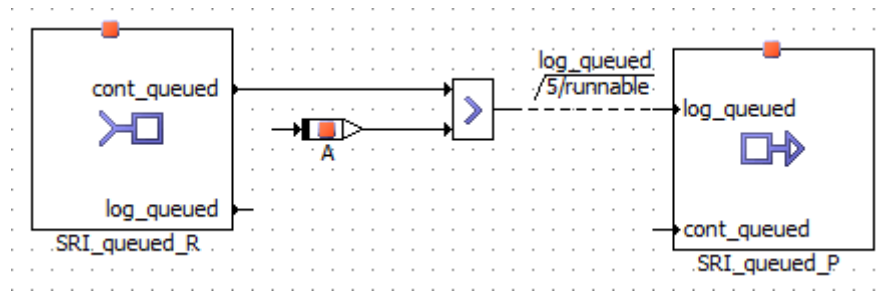 cont_queued
log_queued
SRI_queued_R
A
log_queued
/5/runnable
log_queued
cont_queued
SRI_queued_P